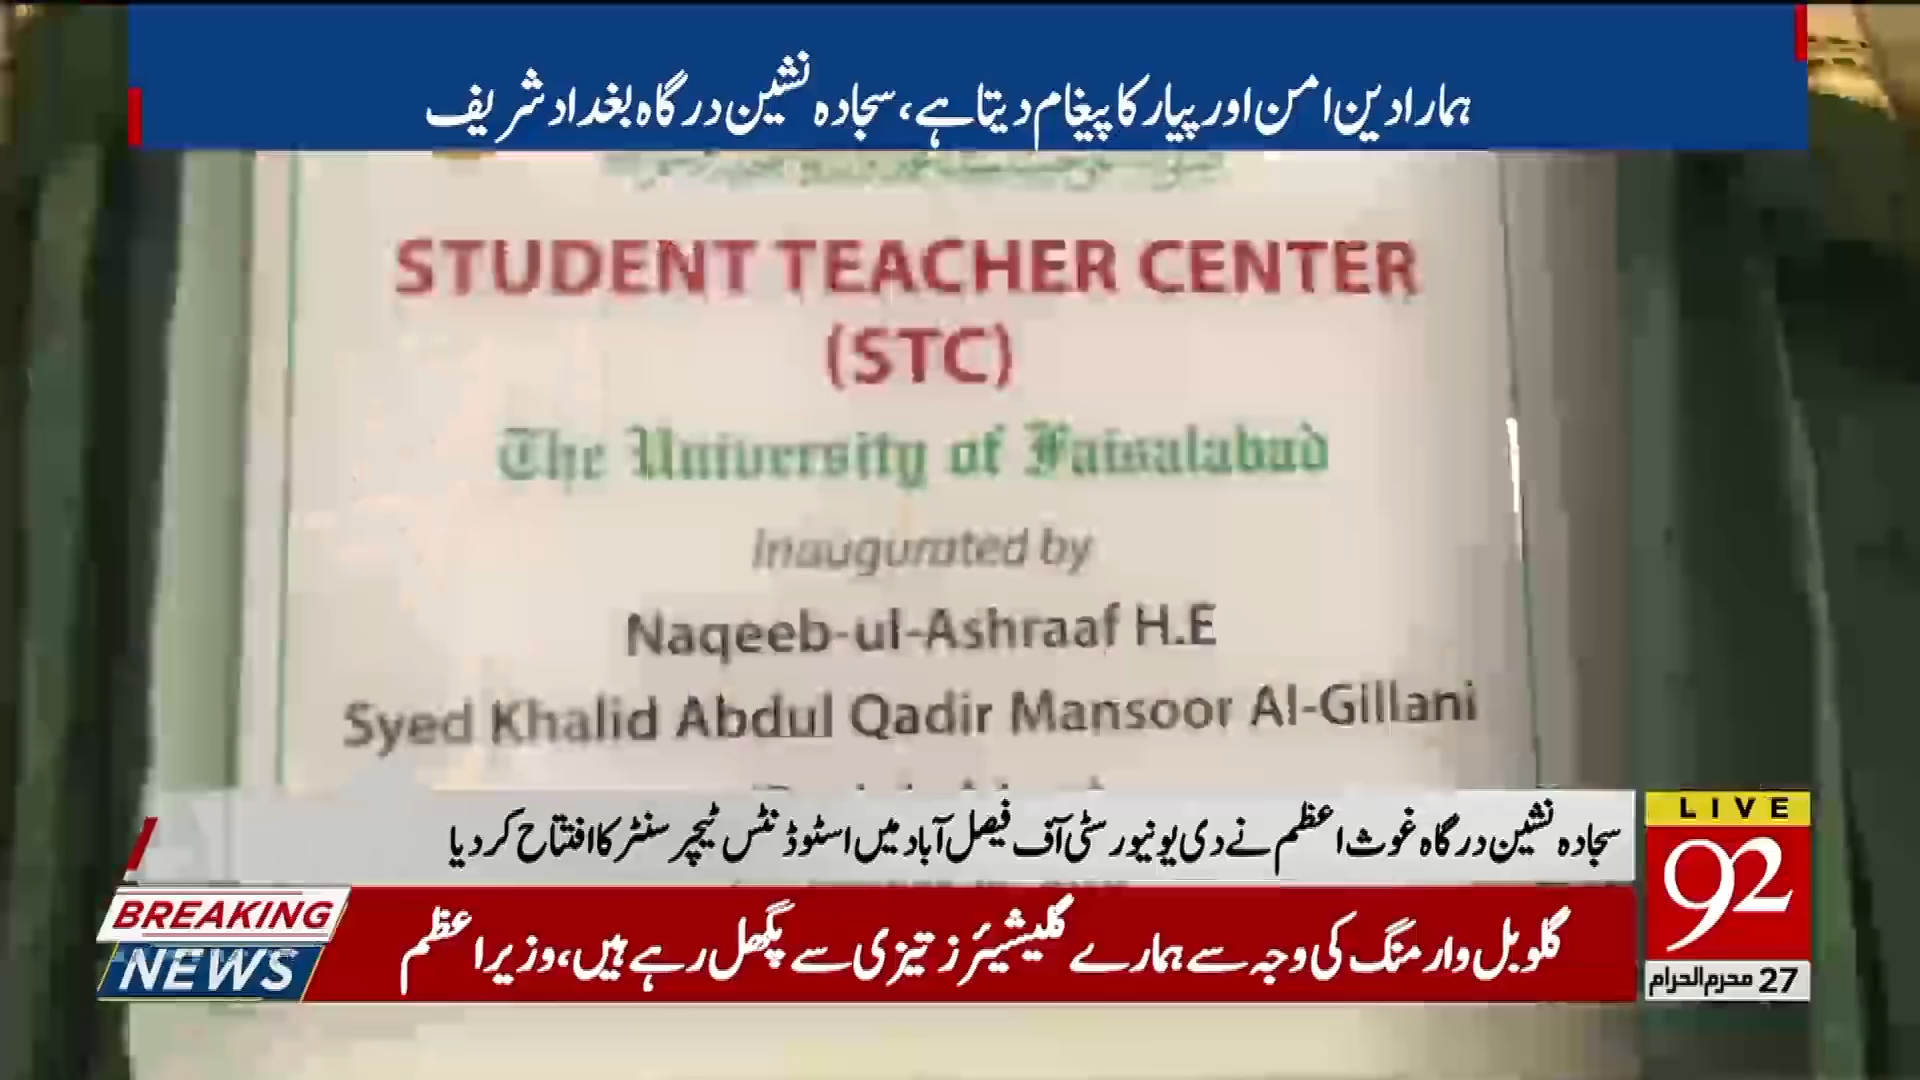 ہمارا دین امن اور پیار کا پیغام دیتا ہے، سجادہ نشین درگاہ بغداد شریف
STUDENT TEACHER CENTER
(STC)
The University of Faisalabad
Inaugurated by
Naqeeb-ul-Ashraaf H.E
Syed Khalid Abdul Qadir Mansoor Al-Gillani
سجادہ نشین درگاہ غوث اعظم نے دی یونیورسٹی آف فیصل آباد میں اسٹوڈنٹس ٹیچر سنٹر کا افتتاح کر دیا
LIVE
92
27 محرم الحرام
BREAKING
NEWS
گلوبل وارمنگ کی وجہ سے ہمارے گلیشیئرز تیزی سے پگھل رہے ہیں، وزیراعظم